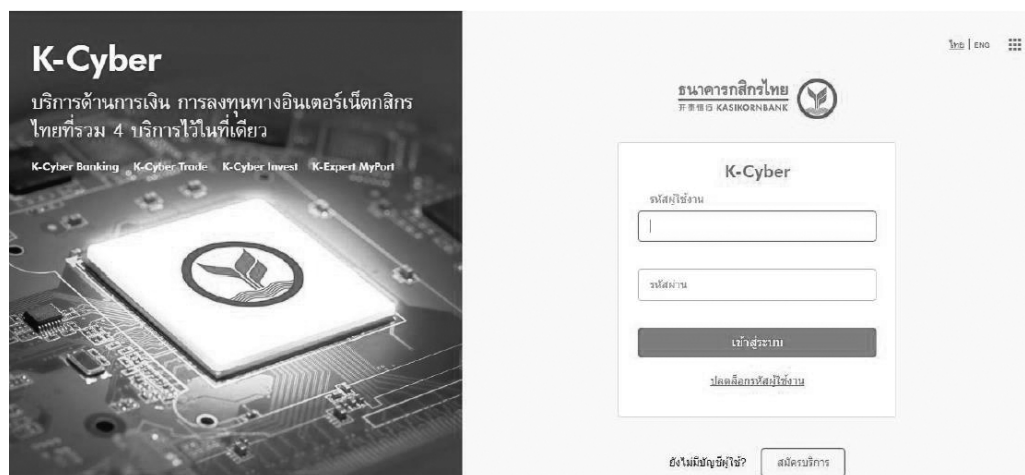 K-Cyber
บริการด้านการเงิน การลงทุนทางอินเตอร์เน็ตกสิกร
ไทยที่รวม 4 บริการไว้ในที่เดียว
K-Cyber Banking K-Cyber Trade K-Cyber Invest K-Expert MyPort
ไทย | ENG
ธนาคารกสิกรไทย
开泰银行 KASIKORNBANK
K-Cyber
รหัสผู้ใช้งาน
รหัสผ่าน
เข้าสู่ระบบ
ปลดล็อกรหัสผู้ใช้งาน
ยังไม่มีบัญชีผู้ใช้? สมัครบริการ